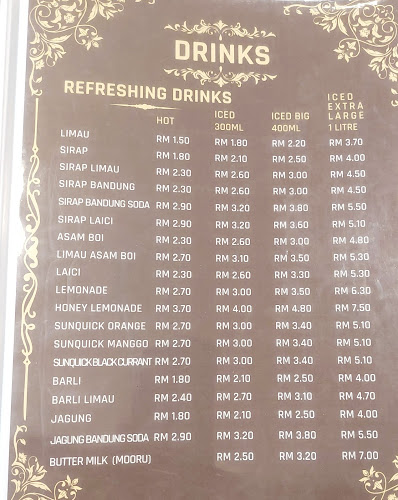 DRINKS
REFRESHING DRINKS
HOT ICED 300ML ICED BIG 400ML ICED EXTRA LARGE 1 LITRE
LIMAU RM 1.50 RM 1.80 RM 2.20 RM 3.70
SIRAP RM 1.80 RM 2.10 RM 2.50 RM 4.00
SIRAP LIMAU RM 2.30 RM 2.60 RM 3.00 RM 4.50
SIRAP BANDUNG RM 2.30 RM 2.60 RM 3.00 RM 4.50
SIRAP BANDUNG SODA RM 2.90 RM 3.20 RM 3.80 RM 5.50
SIRAP LAICI RM 2.90 RM 3.20 RM 3.60 RM 5.10
ASAM BOI RM 2.30 RM 2.60 RM 3.00 RM 4.80
LIMAU ASAM BOI RM 2.70 RM 3.10 RM 3.50 RM 5.30
LAICI RM 2.30 RM 2.60 RM 3.30 RM 5.30
LEMONADE RM 2.70 RM 3.00 RM 3.50 RM 6.30
HONEY LEMONADE RM 3.70 RM 4.00 RM 4.80 RM 7.50
SUNQUICK ORANGE RM 2.70 RM 3.00 RM 3.40 RM 5.10
SUNQUICK MANGGO RM 2.70 RM 3.00 RM 3.40 RM 5.10
SUNQUICK BLACK CURRANT RM 2.70 RM 3.00 RM 3.40 RM 5.10
BARLI RM 1.80 RM 2.10 RM 2.50 RM 4.00
BARLI LIMAU RM 2.40 RM 2.70 RM 3.10 RM 4.70
JAGUNG RM 1.80 RM 2.10 RM 2.50 RM 4.00
JAGUNG BANDUNG SODA RM 2.90 RM 3.20 RM 3.80 RM 5.50
BUTTER MILK (MOORU) RM 2.50 RM 3.20 RM 7.00